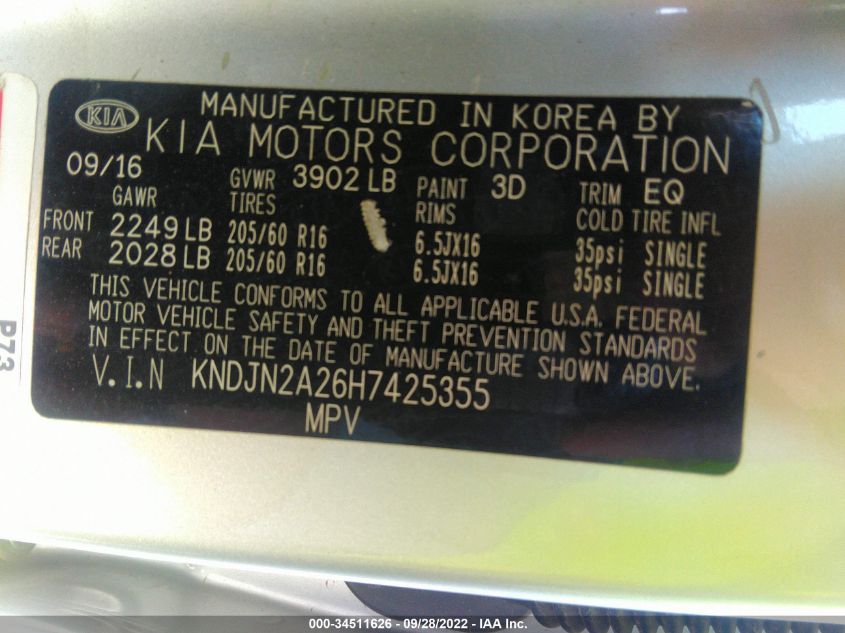 KIA MANUFACTURED IN KOREA BY
KIA MOTORS CORPORATION
09/16 GVWR 3902 LB PAINT 3D TRIM EQ
GAWR TIRES RIMS COLD TIRE INFL
FRONT 2249 LB 205/60 R16 6.5JX16 35psi SINGLE
REAR 2028 LB 205/60 R16 6.5JX16 35psi SINGLE
THIS VEHICLE CONFORMS TO ALL APPLICABLE U.S.A. FEDERAL
MOTOR VEHICLE SAFETY AND THEFT PREVENTION STANDARDS
IN EFFECT ON THE DATE OF MANUFACTURE SHOWN ABOVE.
V.I.N KNDJN2A26H7425355
MPV
P73
000-34511626 - 09/28/2022 - IAA Inc.